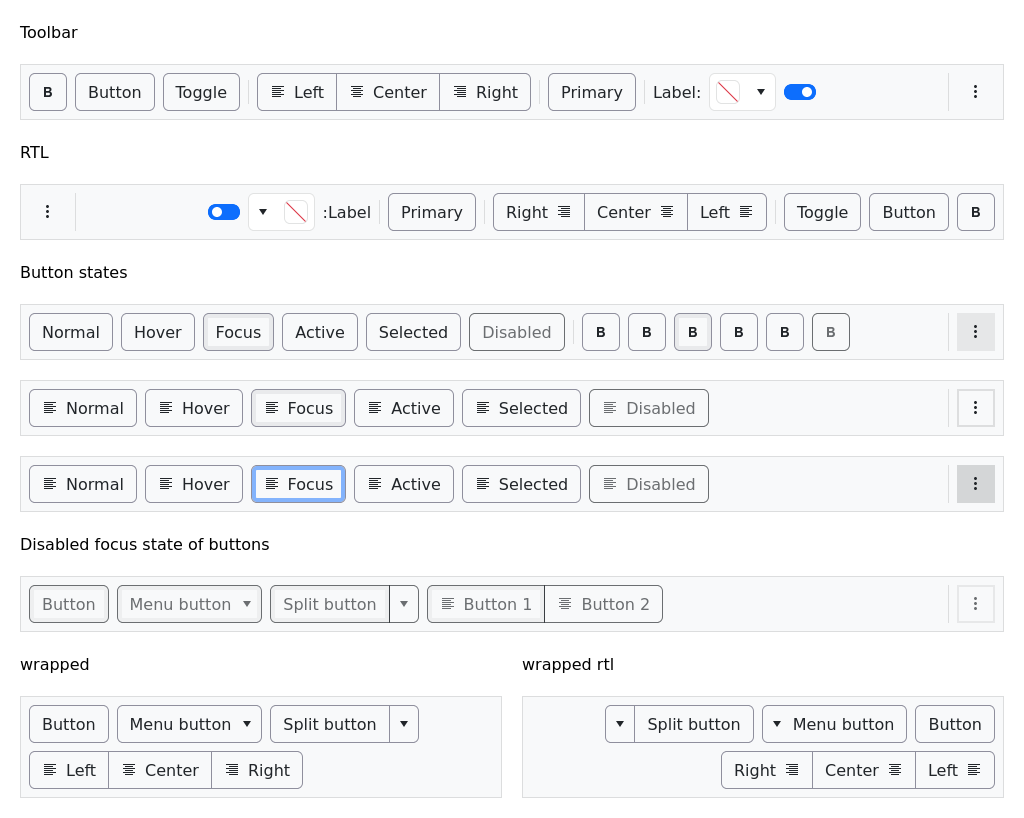 Toolbar
B Button Toggle Left Center Right Primary Label:
RTL
:Label Primary Right Center Left Toggle Button B
Button states
Normal Hover Focus Active Selected Disabled B B B B B B
Normal Hover Focus Active Selected Disabled
Normal Hover Focus Active Selected Disabled
Disabled focus state of buttons
Button Menu button Split button Button 1 Button 2
wrapped
Button Menu button Split button
Left Center Right
wrapped rtl
Split button Menu button Button
Right Center Left